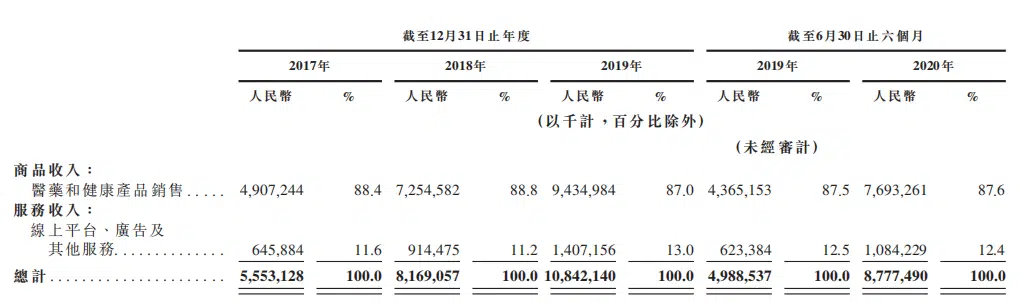 截至12月31日止年度 截至6月30日止六個月
2017年 2018年 2019年 2019年 2020年
人民幣 % 人民幣 % 人民幣 % 人民幣 % 人民幣 %
(以千計，百分比除外)
(未經審計)
商品收入：
醫藥和健康產品銷售..... 4,907,244 88.4 7,254,582 88.8 9,434,984 87.0 4,365,153 87.5 7,693,261 87.6
服務收入：
線上平台、廣告及
其他服務.............. 645,884 11.6 914,475 11.2 1,407,156 13.0 623,384 12.5 1,084,229 12.4
總計...................... 5,553,128 100.0 8,169,057 100.0 10,842,140 100.0 4,988,537 100.0 8,777,490 100.0